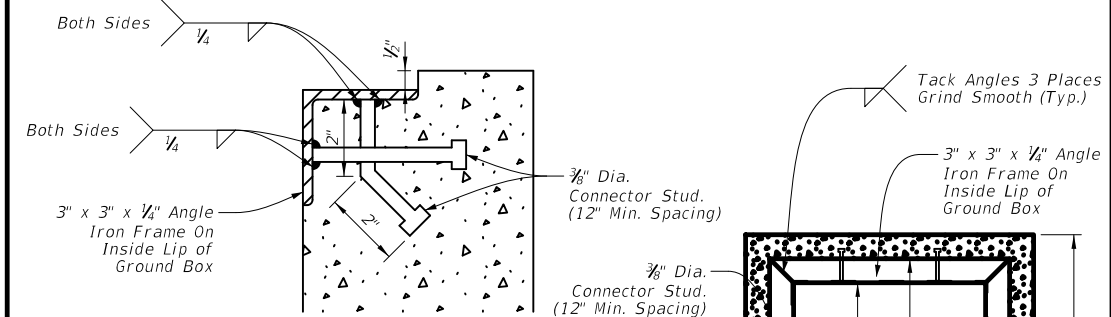 Both Sides
1/4
1/2"
Both Sides
1/4
2"
2"
3" x 3" x 1/4" Angle
Iron Frame On
Inside Lip of
Ground Box
3/8" Dia.
Connector Stud.
(12" Min. Spacing)
Tack Angles 3 Places
Grind Smooth (Typ.)
3" x 3" x 1/4" Angle
Iron Frame On
Inside Lip of
Ground Box
3/8" Dia.
Connector Stud.
(12" Min. Spacing)